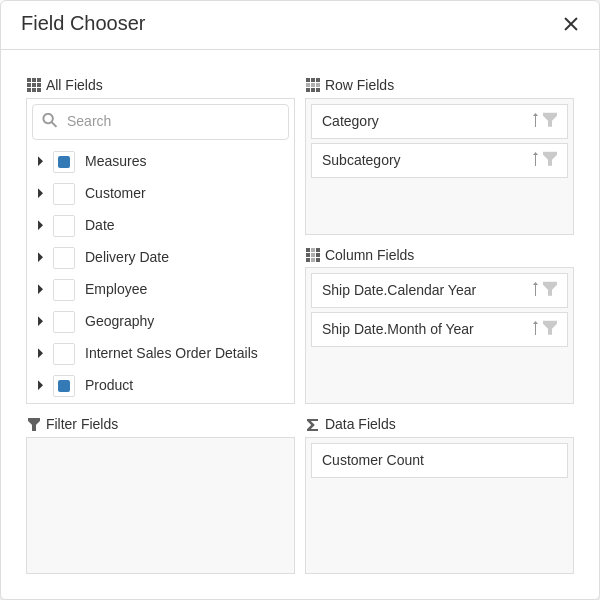 Field Chooser
All Fields
Search
Measures
Customer
Date
Delivery Date
Employee
Geography
Internet Sales Order Details
Product
Row Fields
Category
Subcategory
Column Fields
Ship Date.Calendar Year
Ship Date.Month of Year
Filter Fields
Data Fields
Customer Count